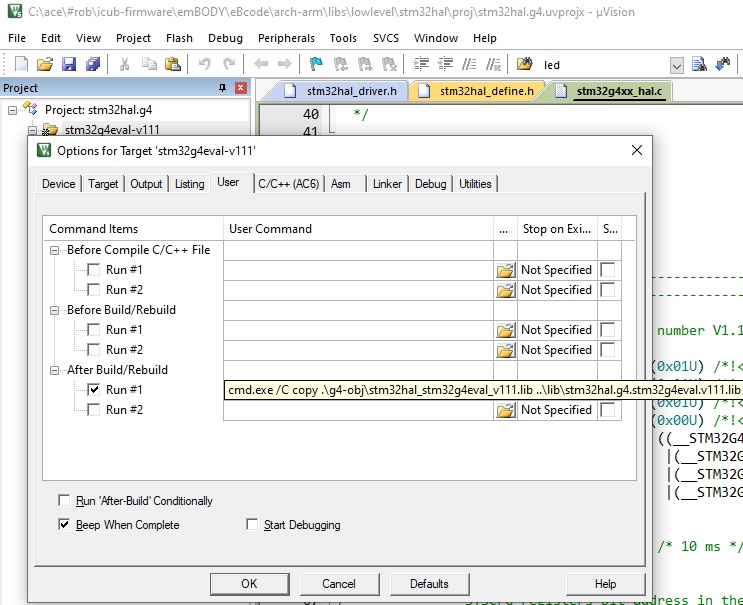 C:\ace\#rob\icub-firmware\emBODY\eBcode\arch-arm\libs\lowlevel\stm32hal\proj\stm32hal.g4.uvprojx - µVision
File Edit View Project Flash Debug Peripherals Tools SVCS Window Help
led
Project
stm32hal_driver.h stm32hal_define.h stm32g4xx_hal.c
Project: stm32hal.g4
stm32g4eval-v111
40 */
41
Options for Target 'stm32g4eval-v111'
Device Target Output Listing User C/C++ (AC6) Asm Linker Debug Utilities
Command Items User Command ... Stop on Exi... S...
Before Compile C/C++ File
Run #1 Not Specified
Run #2 Not Specified
Before Build/Rebuild
Run #1 Not Specified
Run #2 Not Specified
After Build/Rebuild
Run #1 cmd.exe /C copy .\g4-obj\stm32hal_stm32g4eval_v111.lib ..\lib\stm32hal.g4.stm32g4eval.v111.lib
Run #2 Not Specified
number V1.1
(0x01U) /*!<
(0x01U) /*!<
(0x00U) /*!<
((__STM32G4
|(__STM32G
|(__STM32G
|(__STM32G
Run 'After-Build' Conditionally
Beep When Complete Start Debugging
/* 10 ms */
OK Cancel Defaults Help
bit address in the